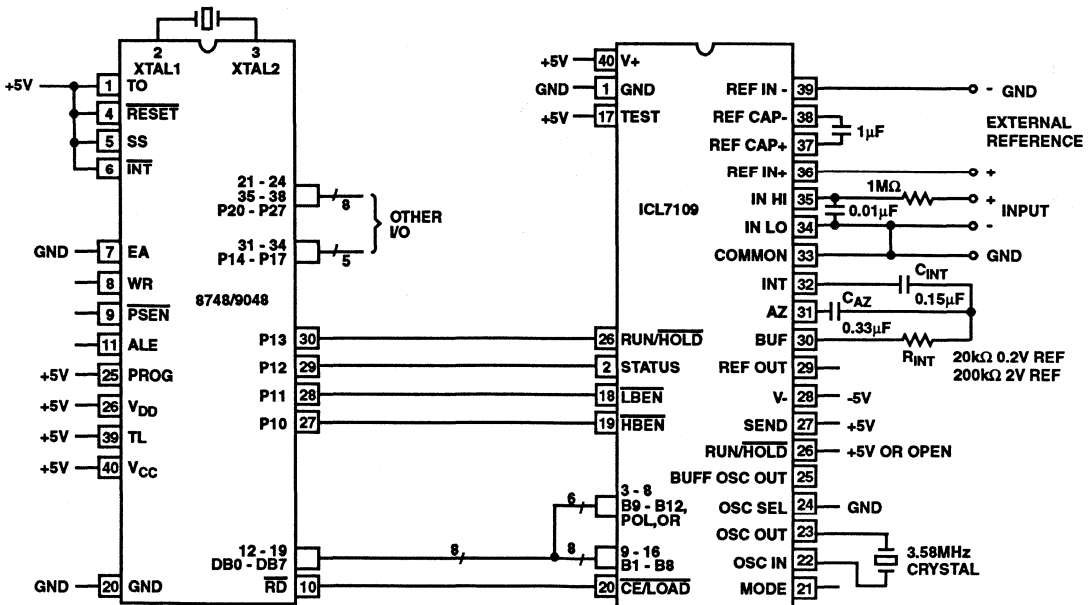 2 3
XTAL1 XTAL2
+5V 1 TO
4 RESET
5 SS
6 INT
21 - 24
35 - 38
P20 - P27
8
31 - 34
P14 - P17
5
OTHER
I/O
GND 7 EA
8 WR
8748/9048
9 PSEN
11 ALE
+5V 25 PROG
+5V 26 VDD
+5V 39 TL
+5V 40 VCC
P13 30
P12 29
P11 28
P10 27
12 - 19
DB0 - DB7
8
GND 20 GND
RD 10
+5V 40 V+
GND 1 GND
+5V 17 TEST
ICL7109
26 RUN/HOLD
2 STATUS
18 LBEN
19 HBEN
6
3 - 8
B9 - B12,
POL,OR
8
9 - 16
B1 - B8
20 CE/LOAD
REF IN - 39 - GND
REF CAP- 38
1µF
REF CAP+ 37
EXTERNAL
REFERENCE
REF IN+ 36 +
1MΩ
IN HI 35 +
0.01µF
INPUT
IN LO 34 -
COMMON 33 GND
INT 32
CINT
0.15µF
AZ 31
CAZ
0.33µF
BUF 30
RINT
20kΩ 0.2V REF
200kΩ 2V REF
REF OUT 29
V- 28 -5V
SEND 27 +5V
RUN/HOLD 26 +5V OR OPEN
BUFF OSC OUT 25
OSC SEL 24 GND
OSC OUT 23
3.58MHz
CRYSTAL
OSC IN 22
MODE 21